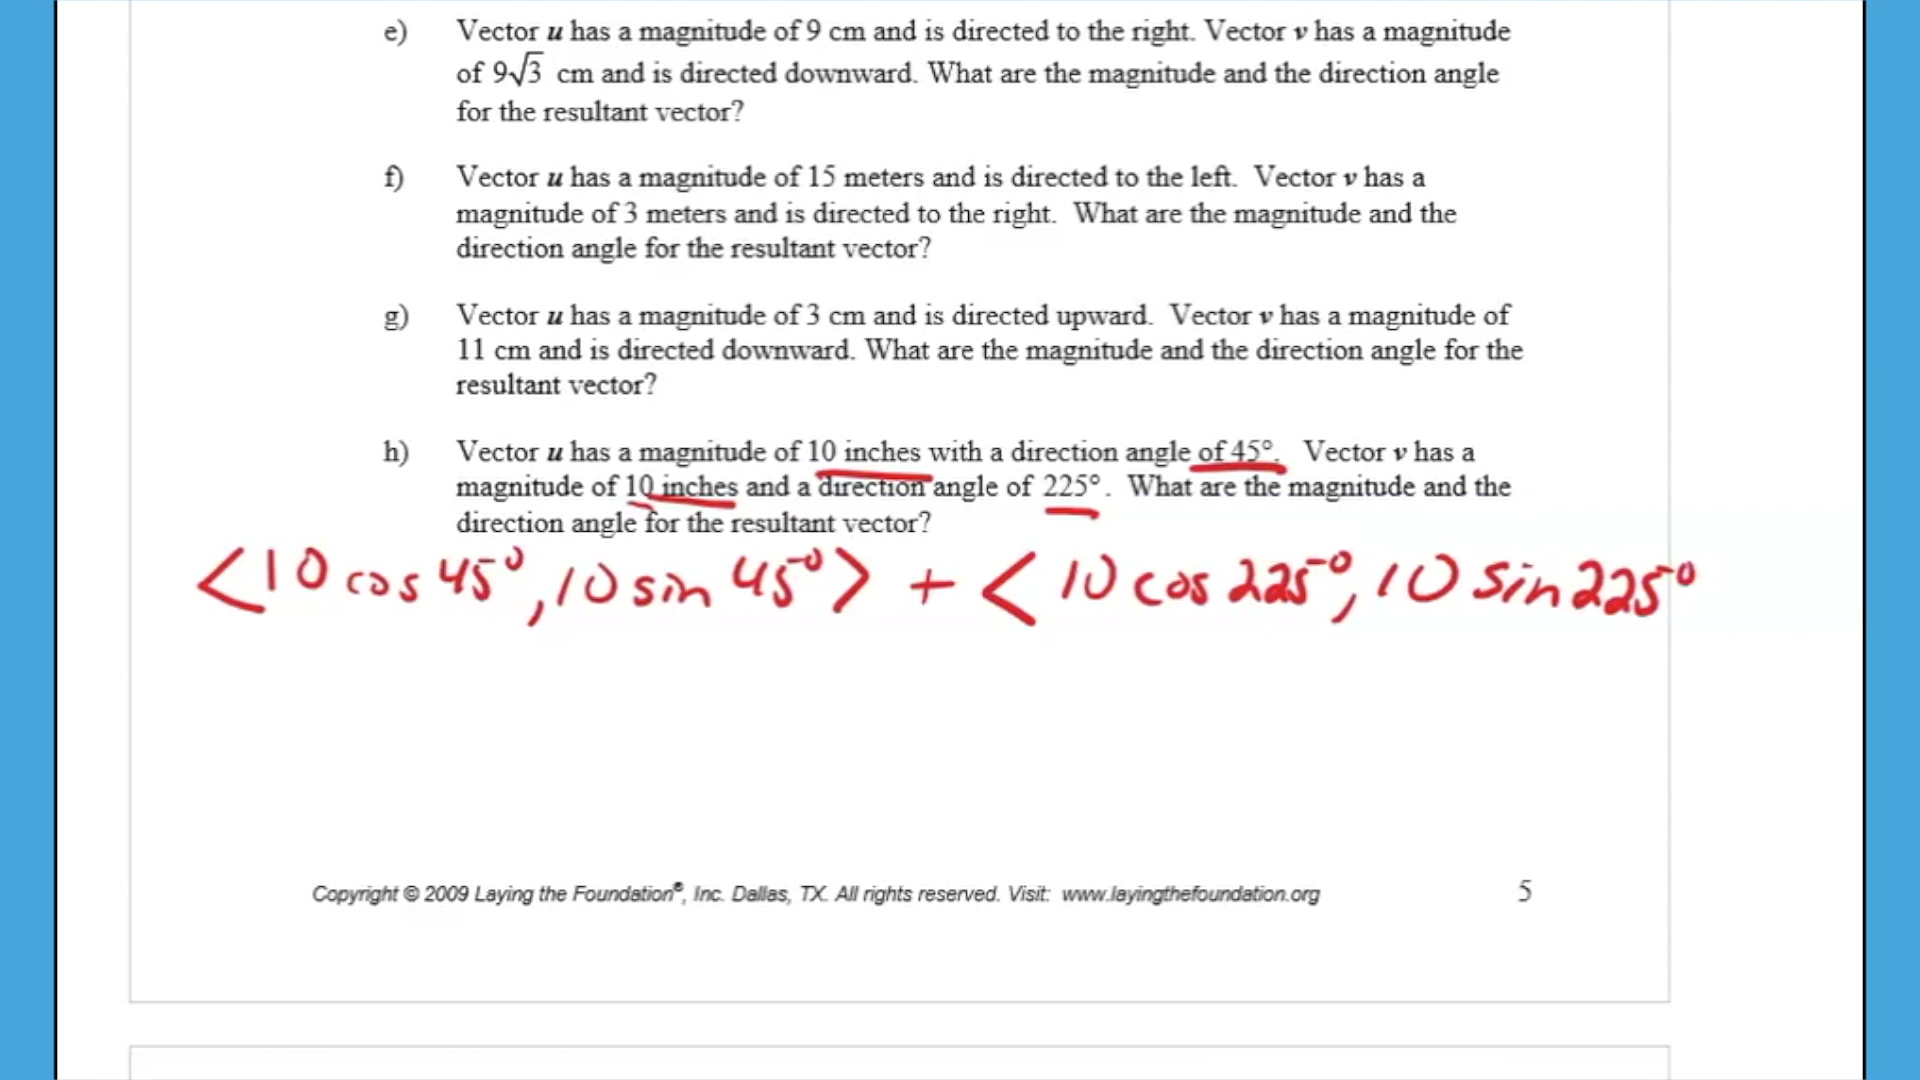 e) Vector u has a magnitude of 9 cm and is directed to the right. Vector v has a magnitude
of 9√3 cm and is directed downward. What are the magnitude and the direction angle
for the resultant vector?
f) Vector u has a magnitude of 15 meters and is directed to the left. Vector v has a
magnitude of 3 meters and is directed to the right. What are the magnitude and the
direction angle for the resultant vector?
g) Vector u has a magnitude of 3 cm and is directed upward. Vector v has a magnitude of
11 cm and is directed downward. What are the magnitude and the direction angle for the
resultant vector?
h) Vector u has a magnitude of 10 inches with a direction angle of 45°. Vector v has a
magnitude of 10 inches and a direction angle of 225°. What are the magnitude and the
direction angle for the resultant vector?
<10 cos 45°, 10 sin 45°> + <10 cos 225°, 10 sin 225°
Copyright © 2009 Laying the Foundation®, Inc. Dallas, TX. All rights reserved. Visit: www.layingthefoundation.org 5